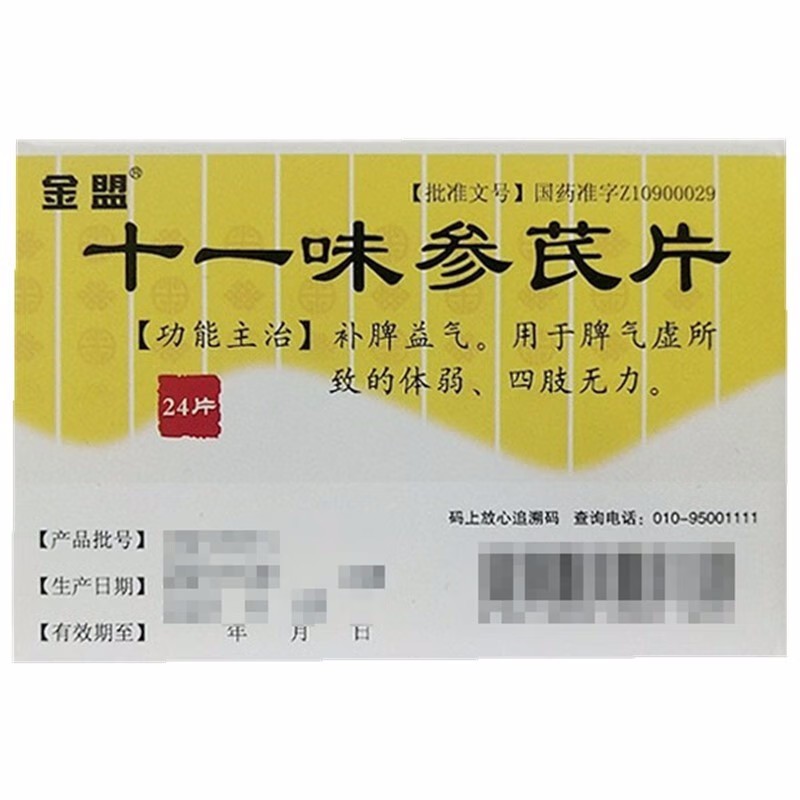 金盟®
【批准文号】国药准字Z10900029
十一味参芪片
【功能主治】补脾益气。用于脾气虚所
致的体弱、四肢无力。
24片
码上放心追溯码 查询电话：010-95001111
【产品批号】
【生产日期】
【有效期至】 年 月 日